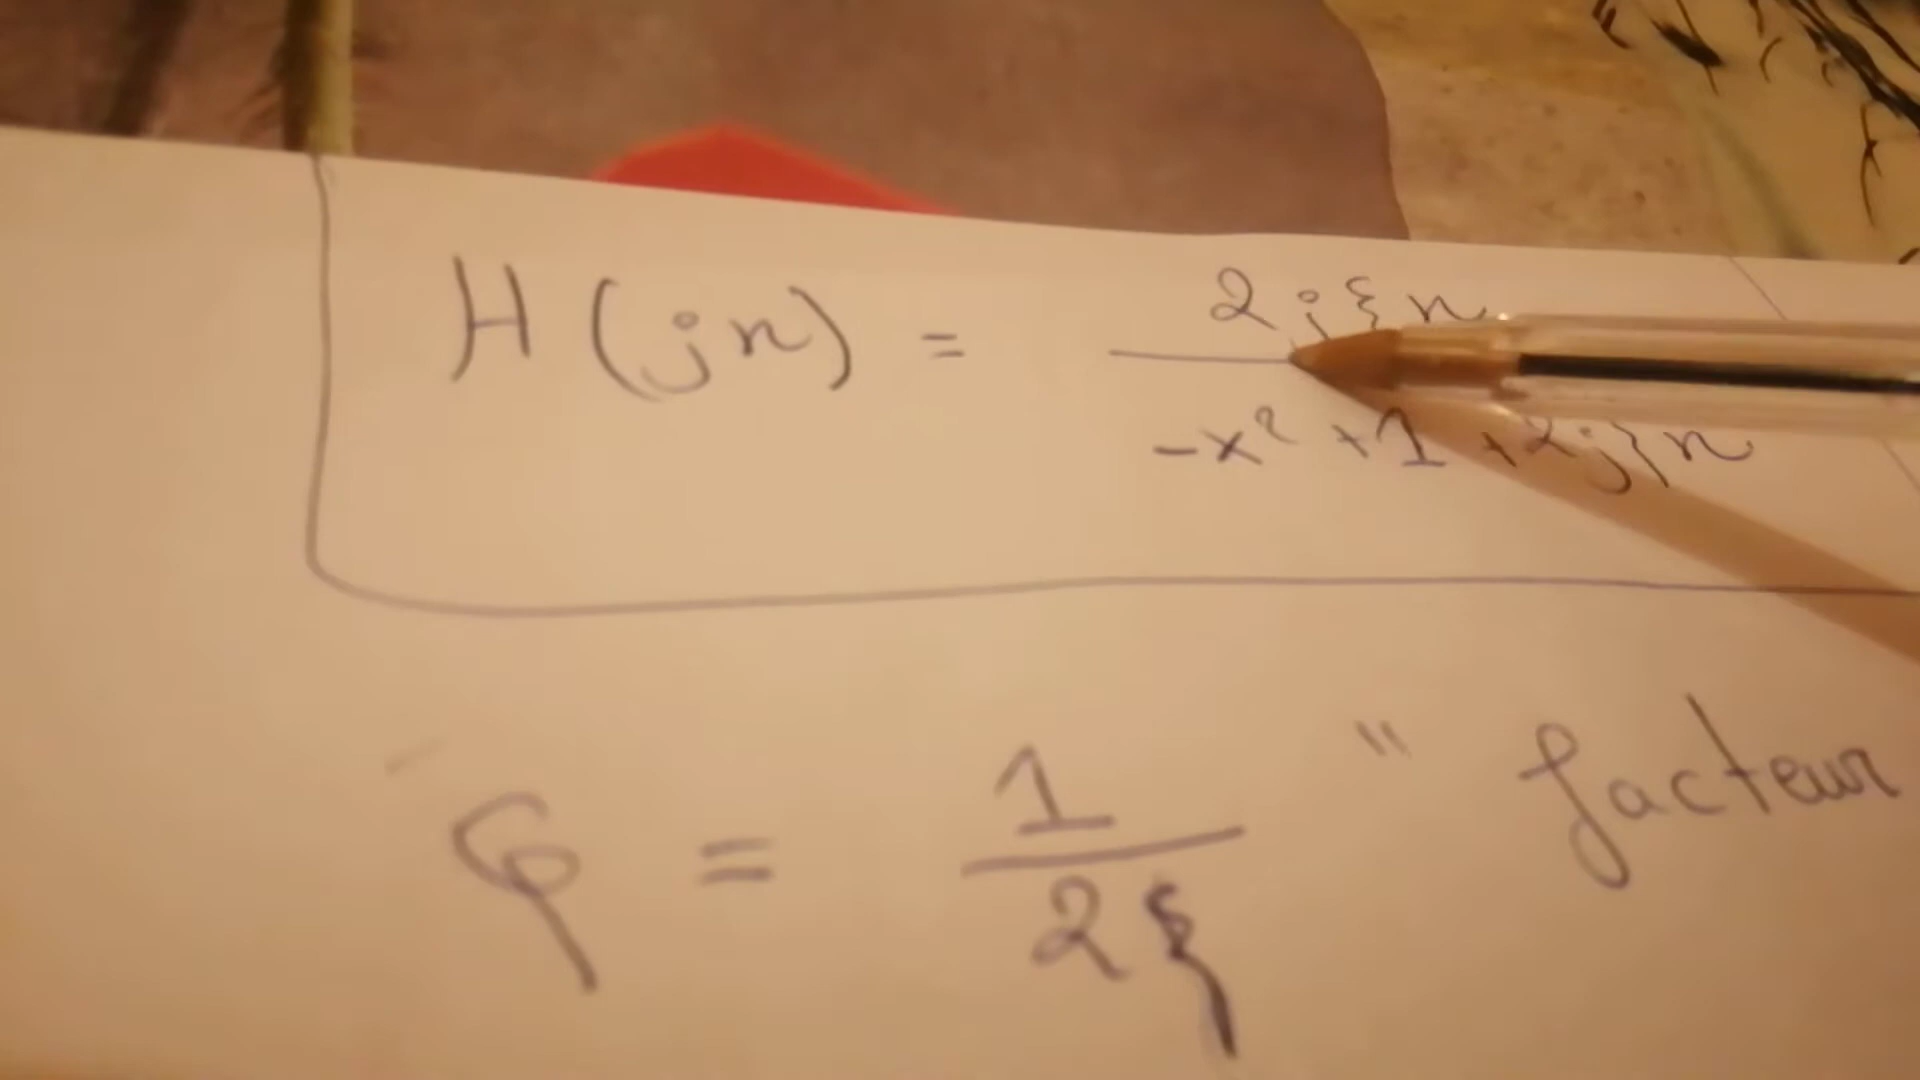 H(jx) = 2jξx / -x² + 1 + 2jξx
Q = 1 / 2ξ " facteur